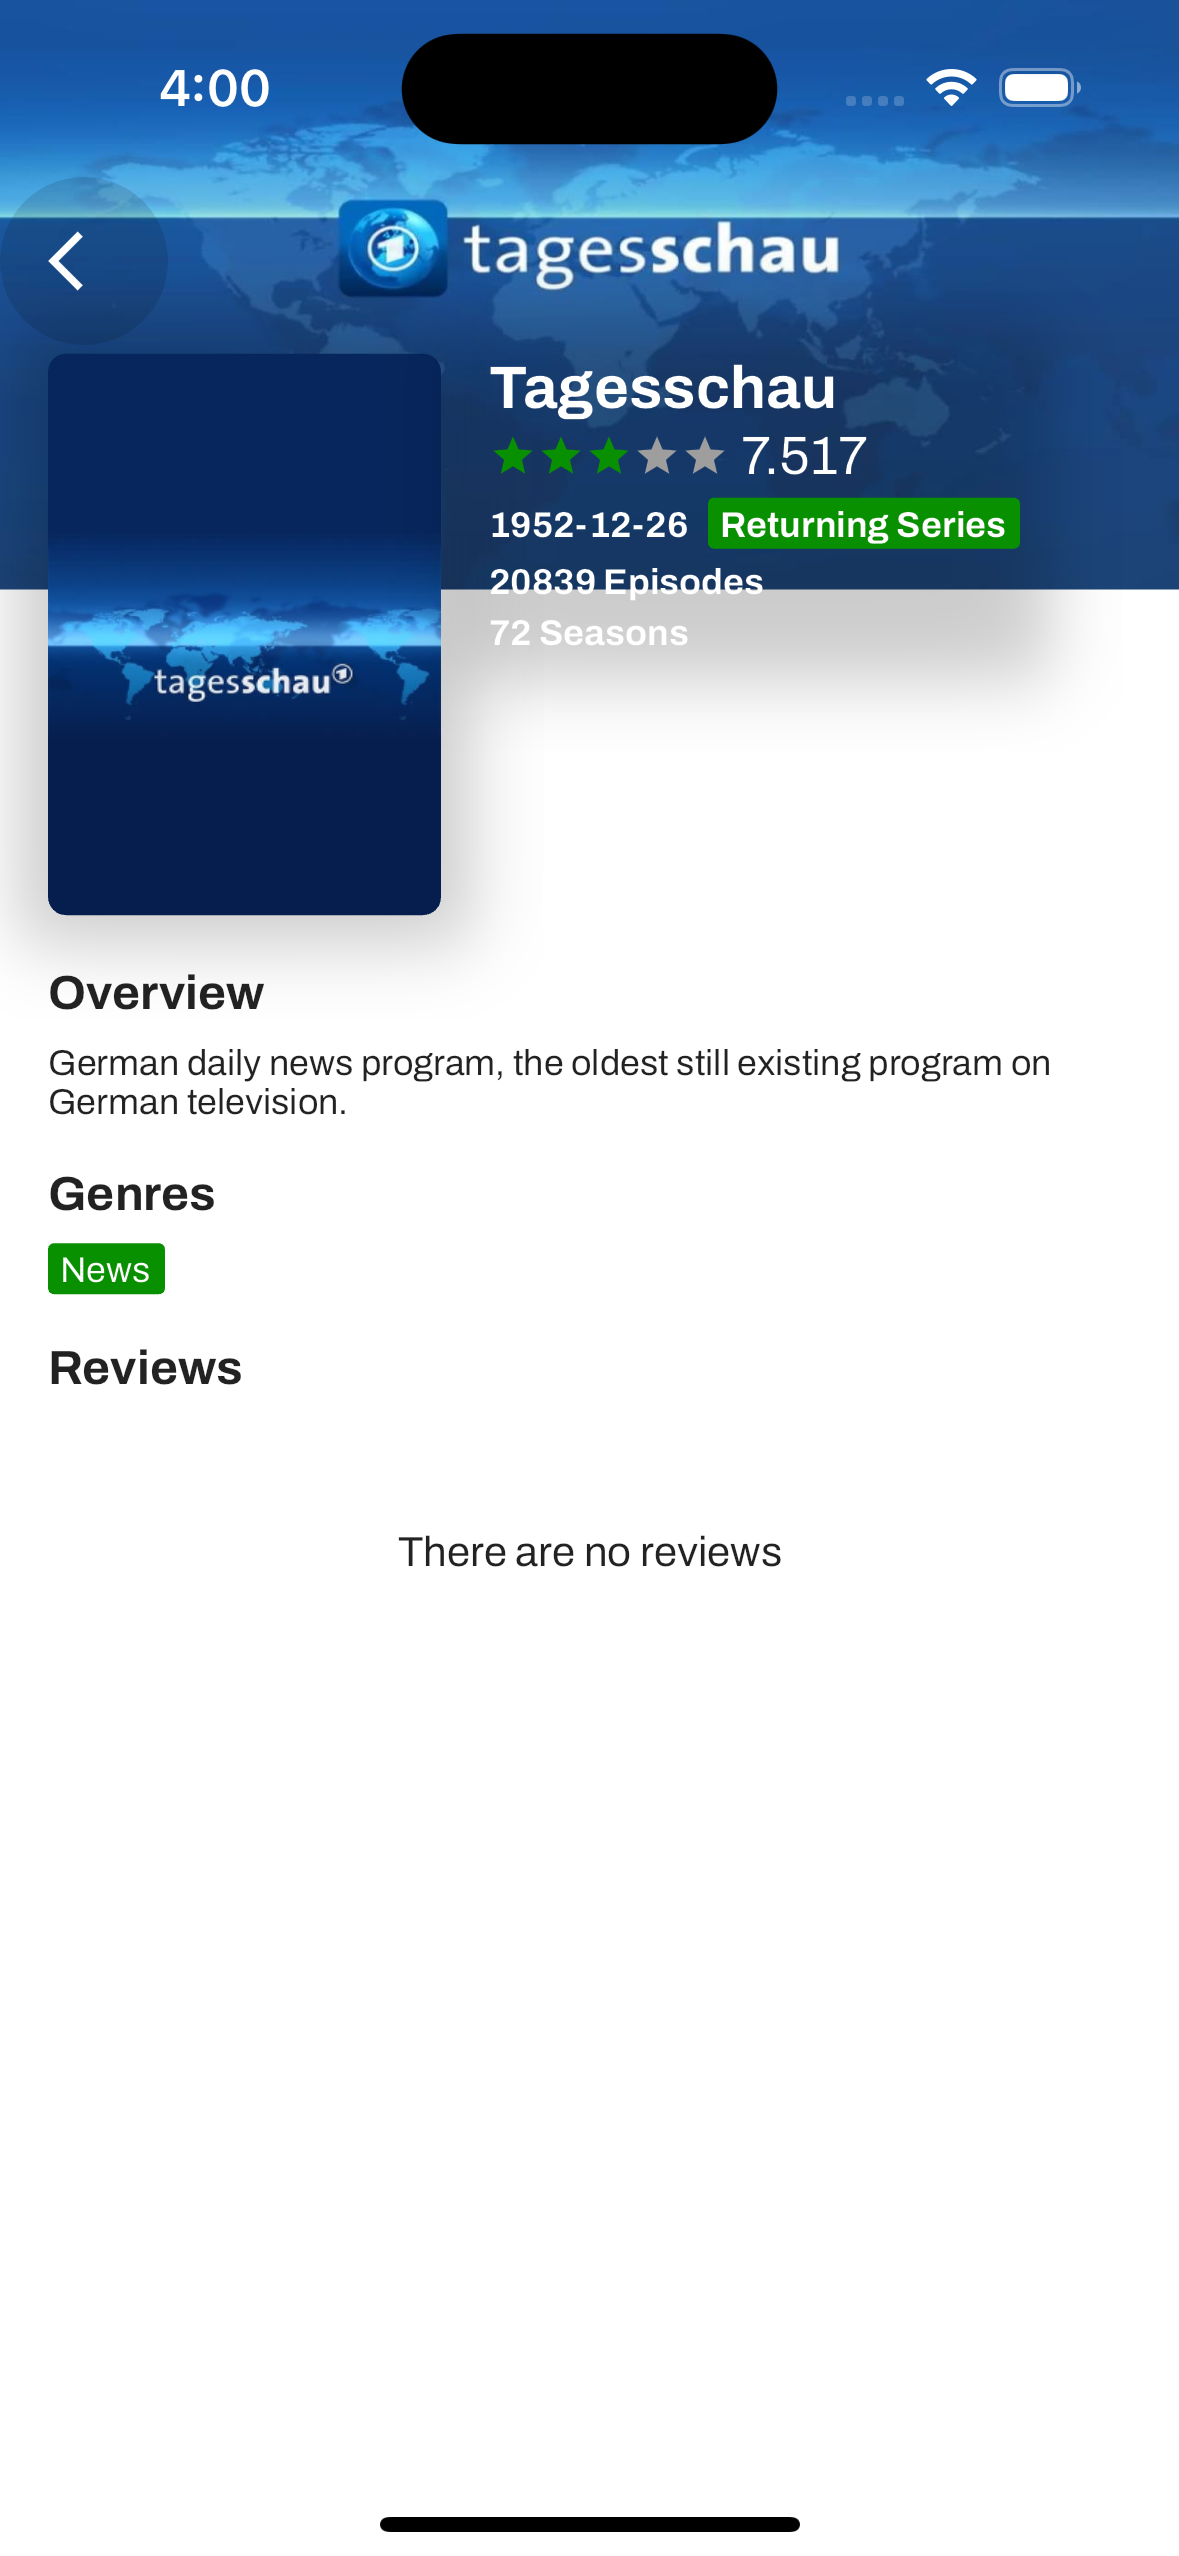 4:00
tagesschau
Tagesschau
7.517
1952-12-26 Returning Series
20839 Episodes
72 Seasons
tagesschau
Overview
German daily news program, the oldest still existing program on
German television.
Genres
News
Reviews
There are no reviews